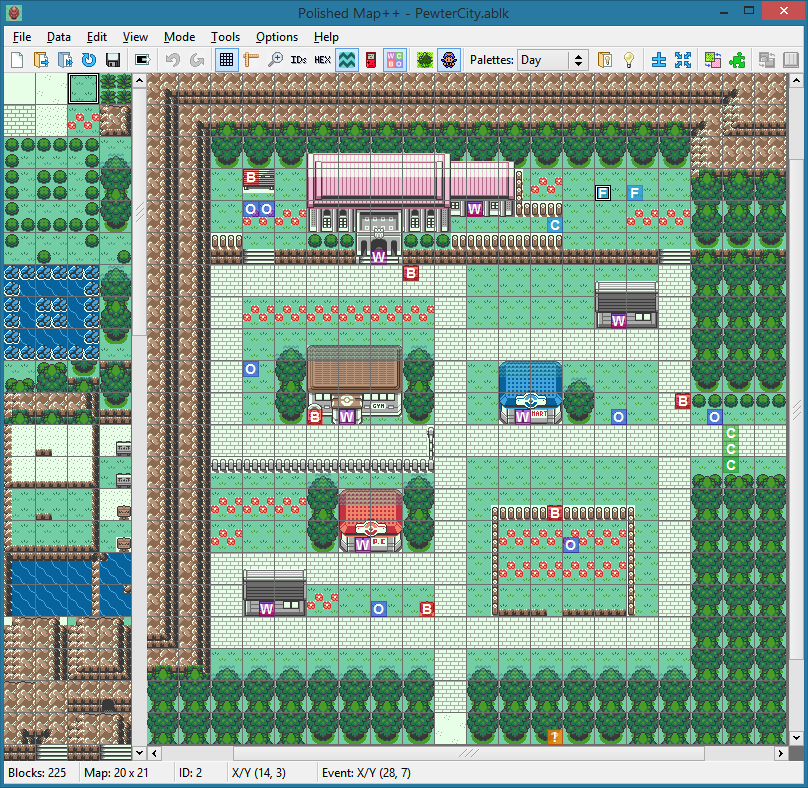 Polished Map++ - PewterCity.ablk
File Data Edit View Mode Tools Options Help
IDs HEX Palettes: Day
B
O O
W
F F
C
W
B
W
O
GYM
B W
W MART
O
B
O
C
C
C
B
W P.C
O
W
O
B
!
Blocks: 225 Map: 20 x 21 ID: 2 X/Y (14, 3) Event: X/Y (28, 7)